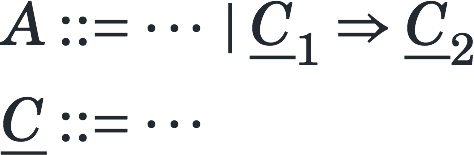 A ::= ⋯ | C̲₁ ⇒ C̲₂
C̲ ::= ⋯